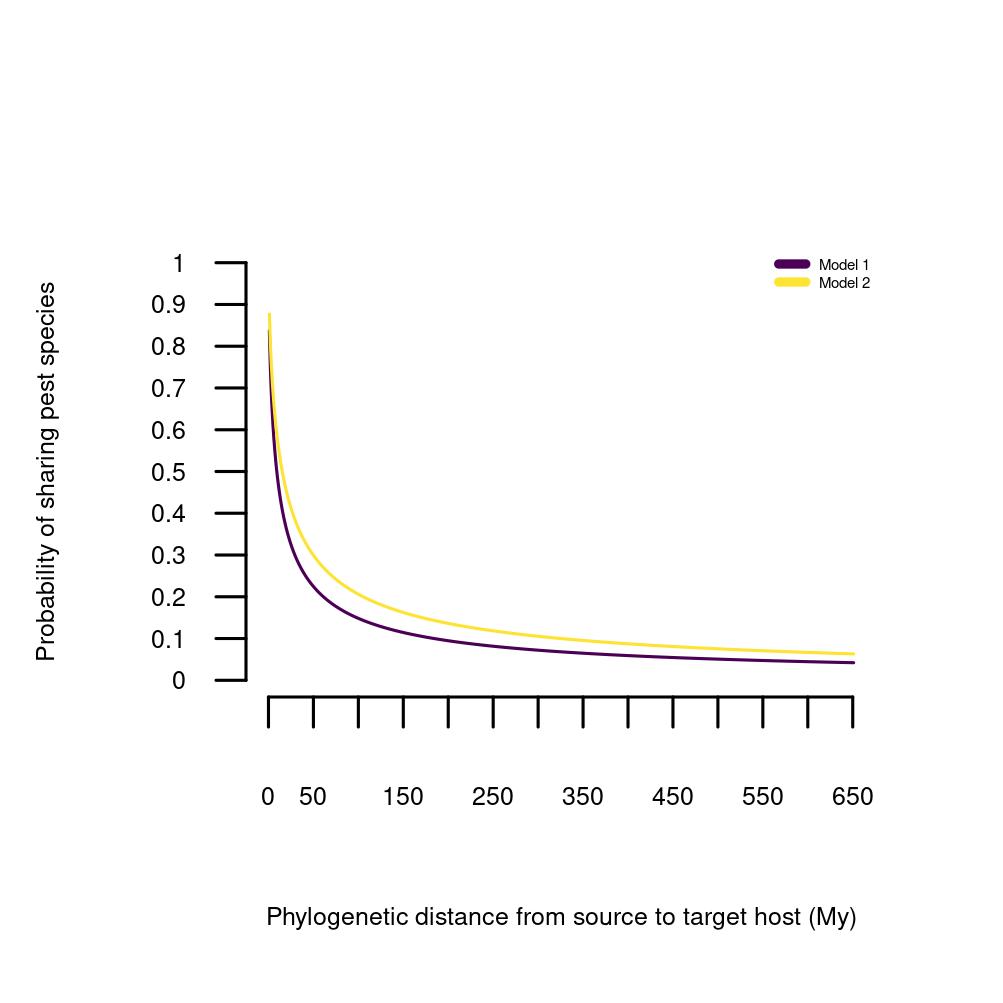 Model 1
Model 2
Probability of sharing pest species
1
0.9
0.8
0.7
0.6
0.5
0.4
0.3
0.2
0.1
0
0 50 150 250 350 450 550 650
Phylogenetic distance from source to target host (My)